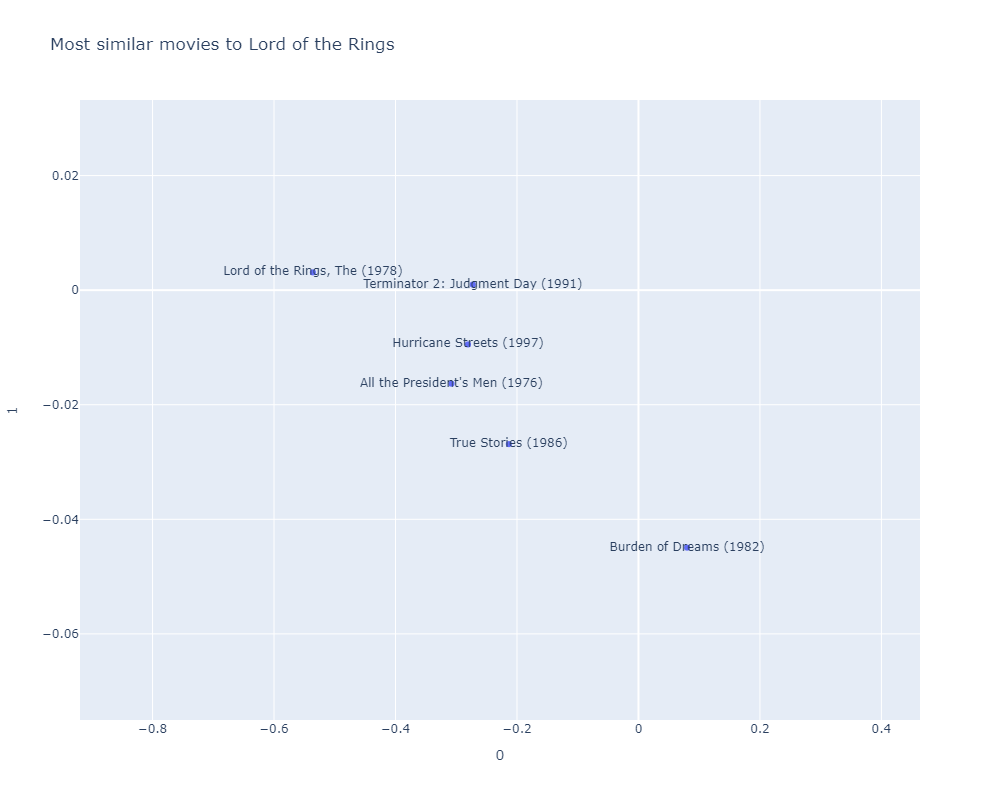 Most similar movies to Lord of the Rings
0.02
Lord of the Rings, The (1978)
Terminator 2: Judgment Day (1991)
0
Hurricane Streets (1997)
All the President's Men (1976)
−0.02
1
True Stories (1986)
−0.04
Burden of Dreams (1982)
−0.06
−0.8 −0.6 −0.4 −0.2 0 0.2 0.4
0